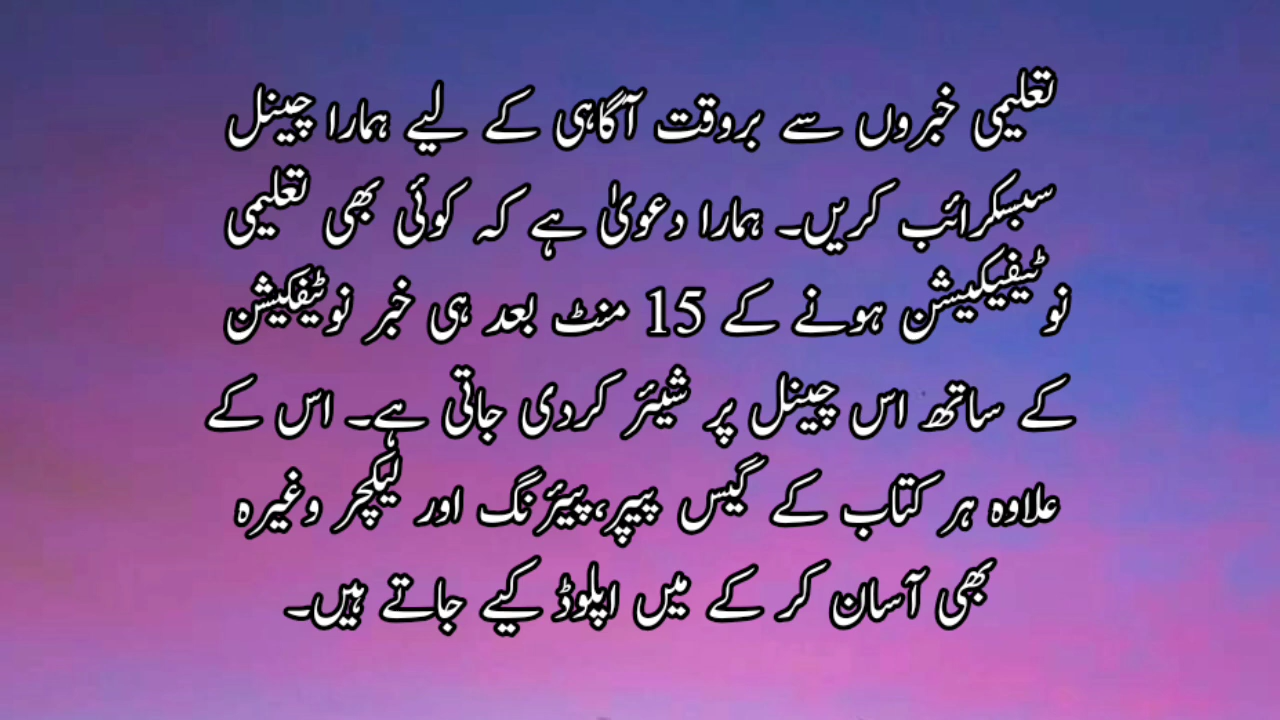 تعلیمی خبروں سے بروقت آگاہی کے لیے ہمارا چینل
سبسکرائب کریں۔ ہمارا دعویٰ ہے کہ کوئی بھی تعلیمی
نوٹیفیکیشن ہونے کے 15 منٹ بعد ہی خبر نوٹیفکیشن
کے ساتھ اس چینل پر شیئر کردی جاتی ہے۔ اس کے
علاوہ ہر کتاب کے گیس پیپر،پیئرنگ اور لیکچر وغیرہ
بھی آسان کر کے میں اپلوڈ کیے جاتے ہیں۔